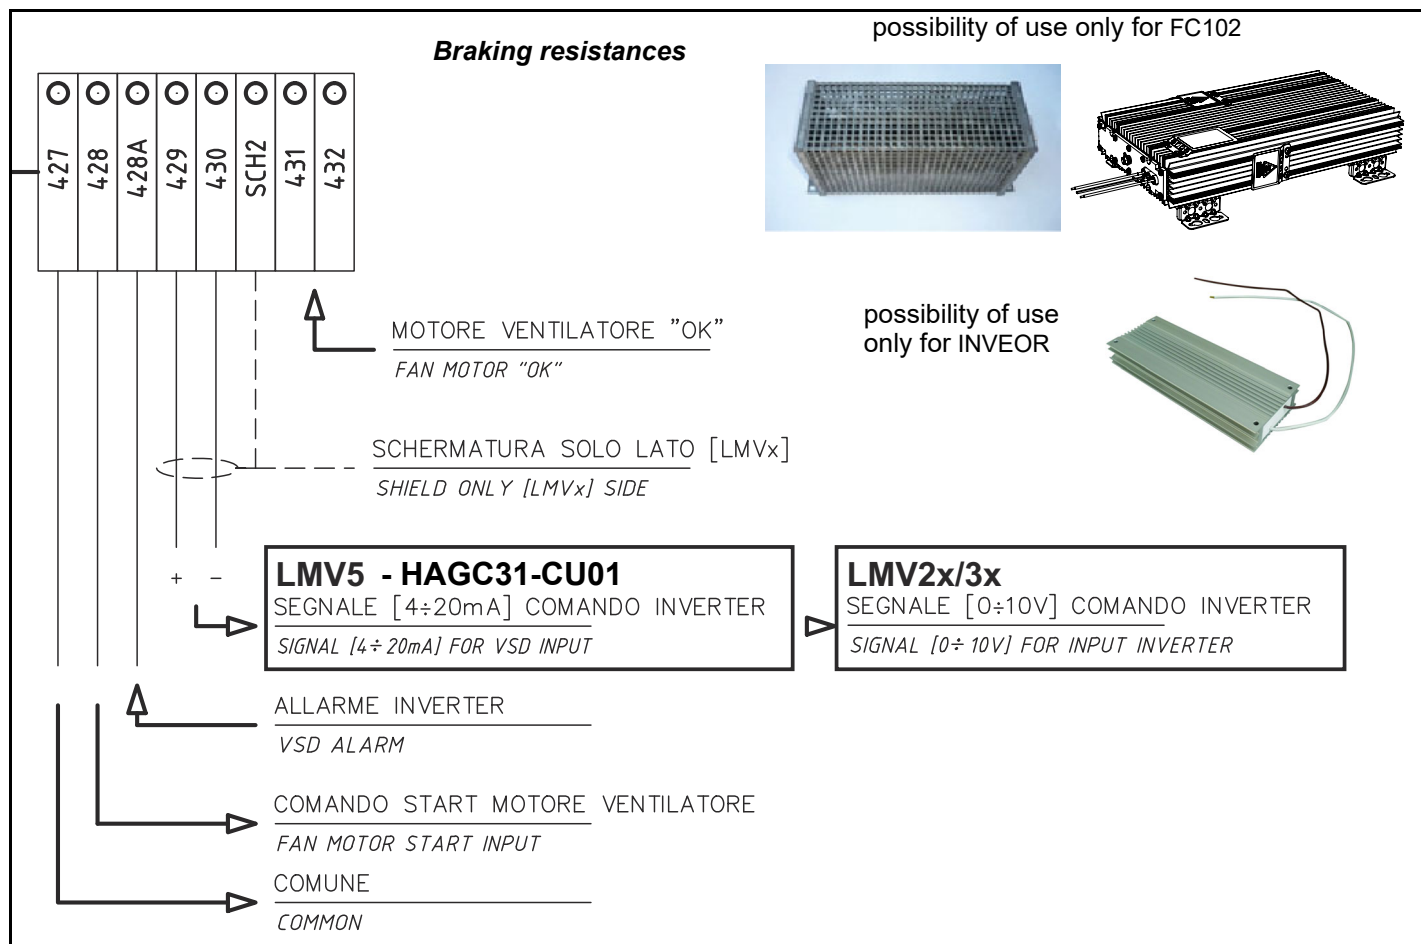 possibility of use only for FC102
Braking resistances
427
428
428A
429
430
SCH2
431
432
possibility of use
only for INVEOR
MOTORE VENTILATORE "OK"
FAN MOTOR "OK"
SCHERMATURA SOLO LATO [LMVx]
SHIELD ONLY [LMVx] SIDE
+ -
LMV5 - HAGC31-CU01
SEGNALE [4÷20mA] COMANDO INVERTER
SIGNAL [4÷20mA] FOR VSD INPUT
LMV2x/3x
SEGNALE [0÷10V] COMANDO INVERTER
SIGNAL [0÷ 10V] FOR INPUT INVERTER
ALLARME INVERTER
VSD ALARM
COMANDO START MOTORE VENTILATORE
FAN MOTOR START INPUT
COMUNE
COMMON